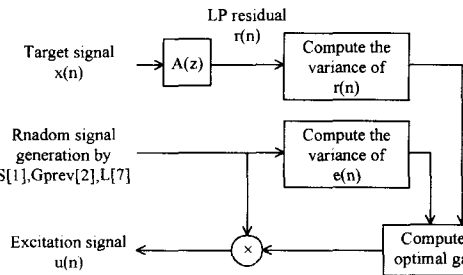 LP residual
r(n)
Target signal
x(n)
A(z)
Compute the
variance of
r(n)
Rnadom signal
generation by
S[1],Gprev[2],L[7]
Compute the
variance of
e(n)
Excitation signal
u(n)
×
Compute
optimal ga